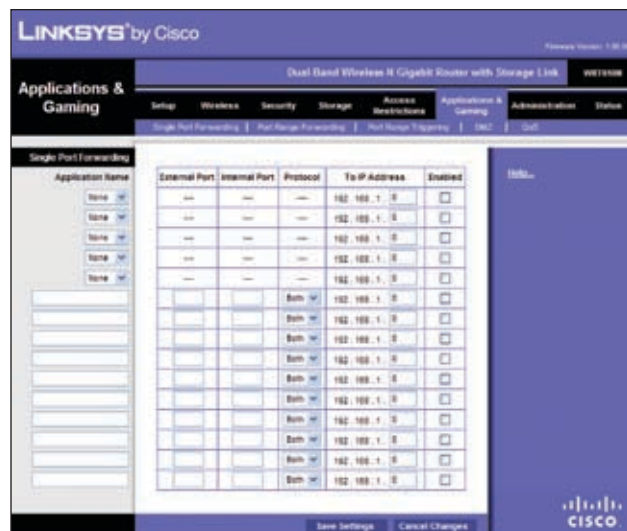 LINKSYS® by Cisco
Firmware Version: 1.00.0
Dual-Band Wireless-N Gigabit Router with Storage Link
Applications & Gaming
Setup Wireless Security Storage Access Restrictions Applications & Gaming Administration Status
Single Port Forwarding | Port Range Forwarding | Port Range Triggering | DMZ | QoS
Single Port Forwarding
Application Name External Port Internal Port Protocol To IP Address Enabled
Help...
None --- --- --- 192 . 168 . 1 . 0
None --- --- --- 192 . 168 . 1 . 0
None --- --- --- 192 . 168 . 1 . 0
None --- --- --- 192 . 168 . 1 . 0
None --- --- --- 192 . 168 . 1 . 0
Both 192 . 168 . 1 . 0
Both 192 . 168 . 1 . 0
Both 192 . 168 . 1 . 0
Both 192 . 168 . 1 . 0
Both 192 . 168 . 1 . 0
Both 192 . 168 . 1 . 0
Both 192 . 168 . 1 . 0
Both 192 . 168 . 1 . 0
Both 192 . 168 . 1 . 0
Both 192 . 168 . 1 . 0
Save Settings Cancel Changes
CISCO